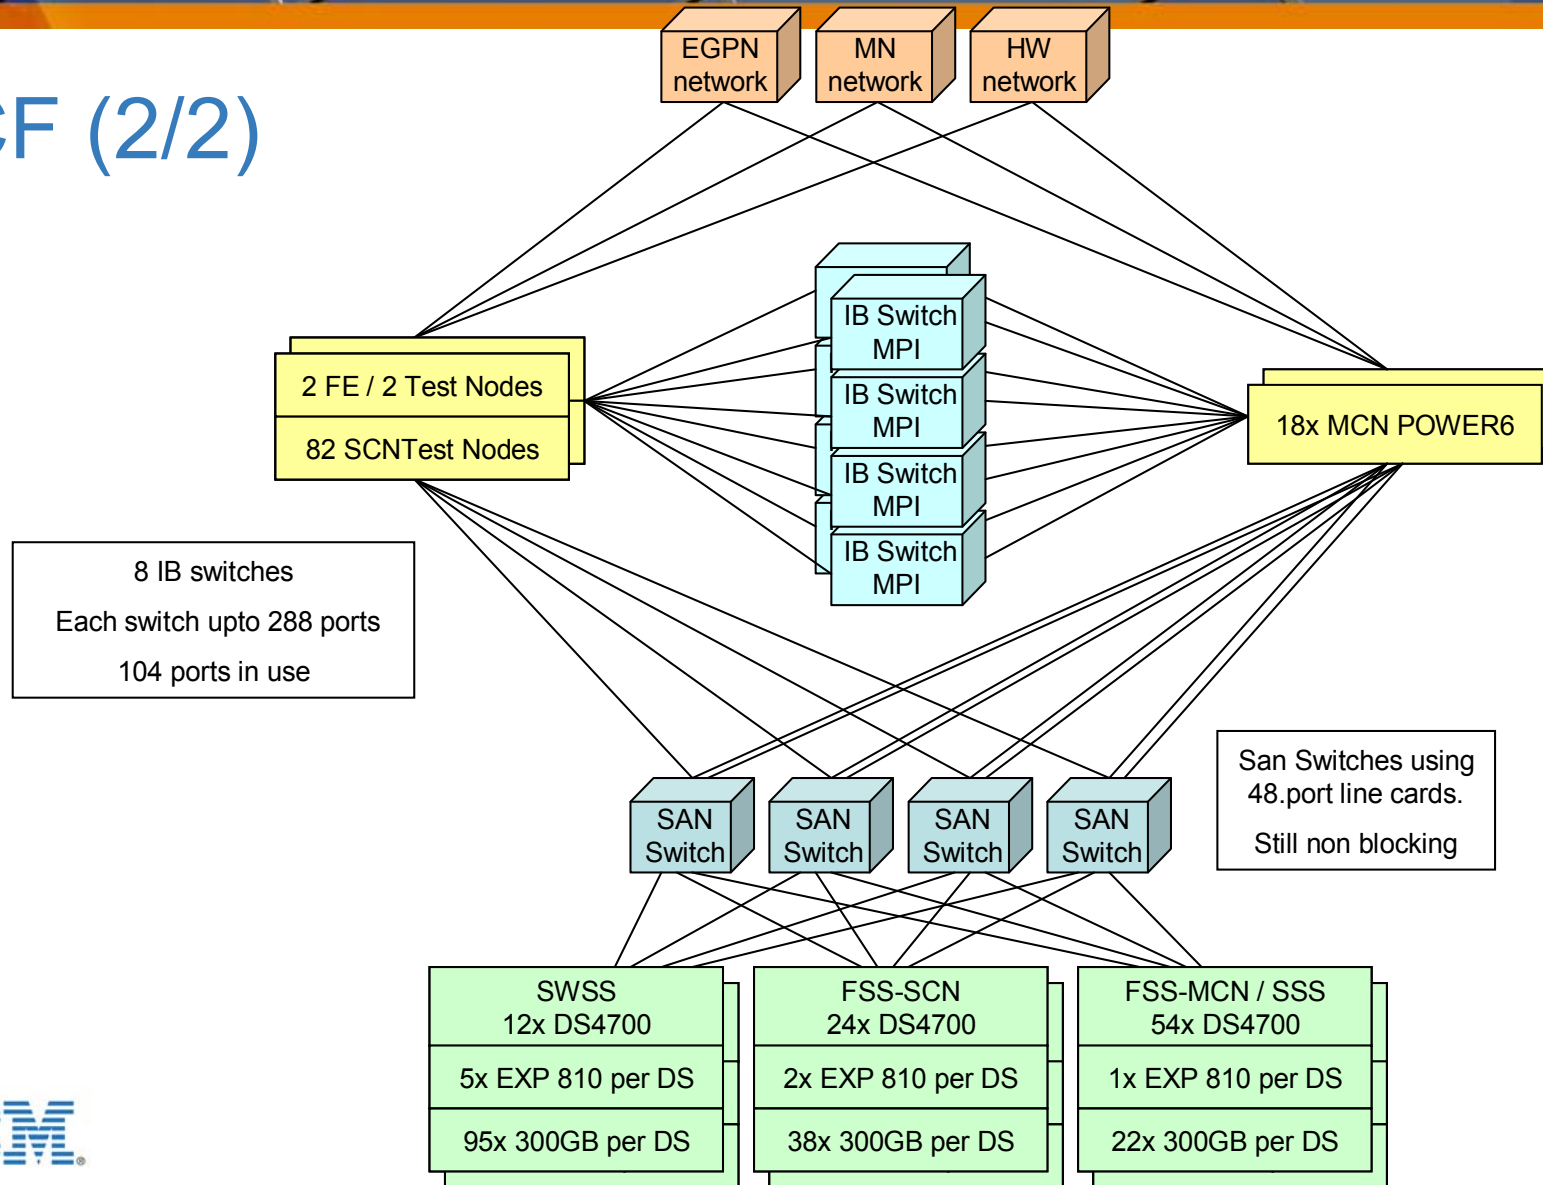 EGPN
network
MN
network
HW
network
CF (2/2)
IB Switch
MPI
IB Switch
MPI
IB Switch
MPI
IB Switch
MPI
2 FE / 2 Test Nodes
82 SCNTest Nodes
18x MCN POWER6
8 IB switches
Each switch upto 288 ports
104 ports in use
San Switches using
48.port line cards.
Still non blocking
SAN
Switch
SAN
Switch
SAN
Switch
SAN
Switch
SWSS
12x DS4700
5x EXP 810 per DS
95x 300GB per DS
FSS-SCN
24x DS4700
2x EXP 810 per DS
38x 300GB per DS
FSS-MCN / SSS
54x DS4700
1x EXP 810 per DS
22x 300GB per DS
IBM